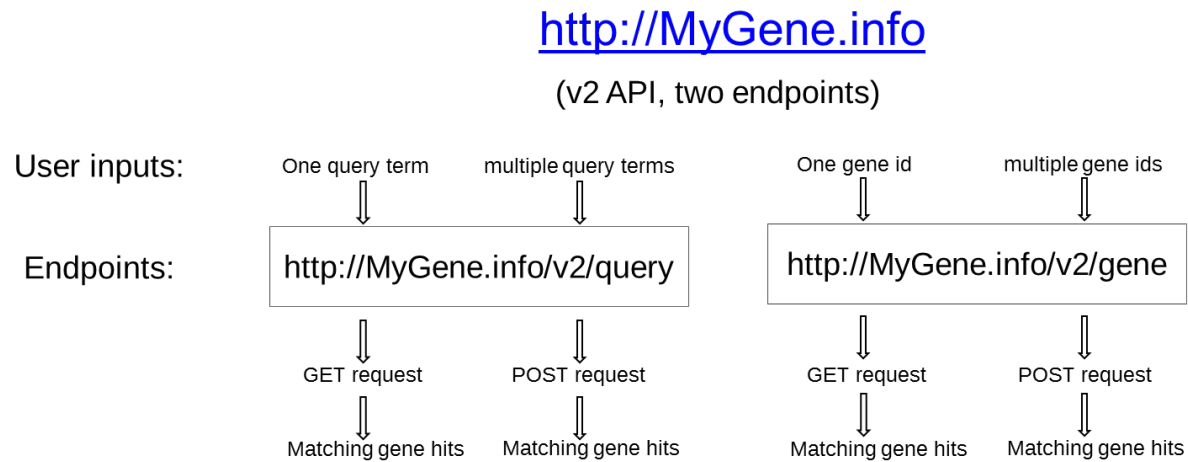 http://MyGene.info
(v2 API, two endpoints)
User inputs: One query term multiple query terms One gene id multiple gene ids
Endpoints: http://MyGene.info/v2/query http://MyGene.info/v2/gene
GET request POST request GET request POST request
Matching gene hits Matching gene hits Matching gene hits Matching gene hits